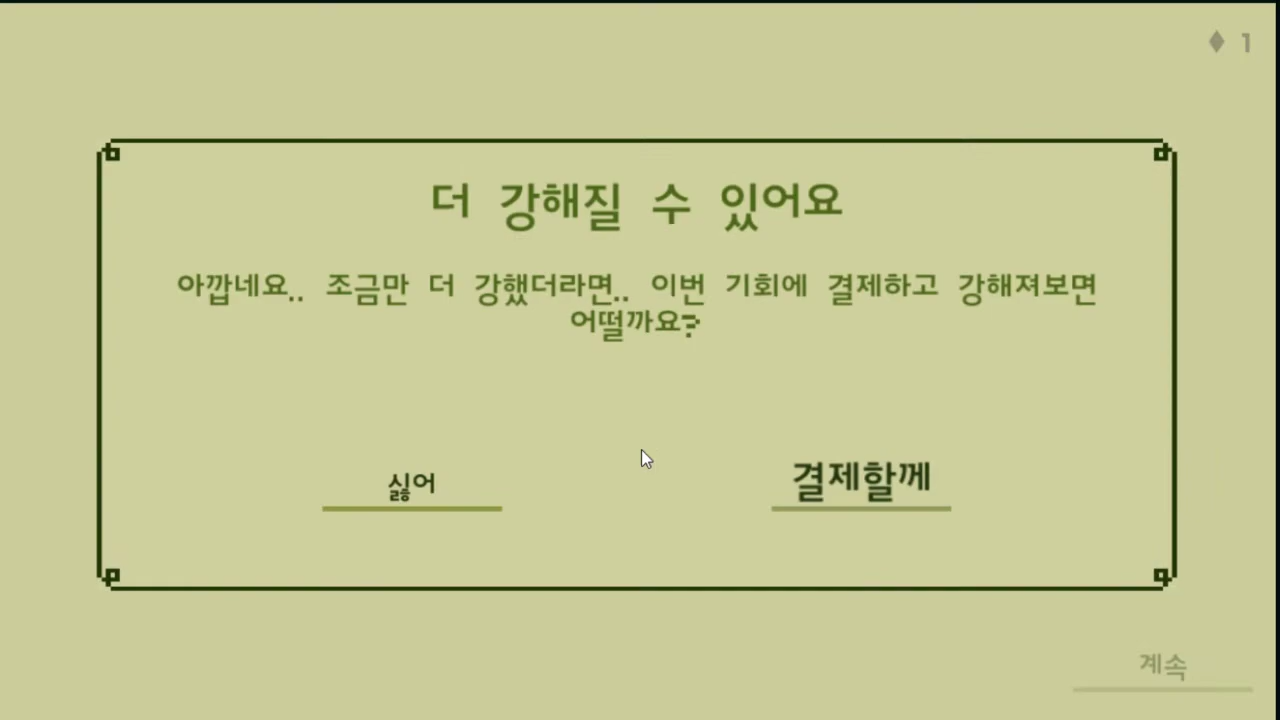 ♦ 1
더 강해질 수 있어요
아깝네요.. 조금만 더 강했더라면.. 이번 기회에 결제하고 강해져보면
어떨까요?
싫어
결제할께
계속